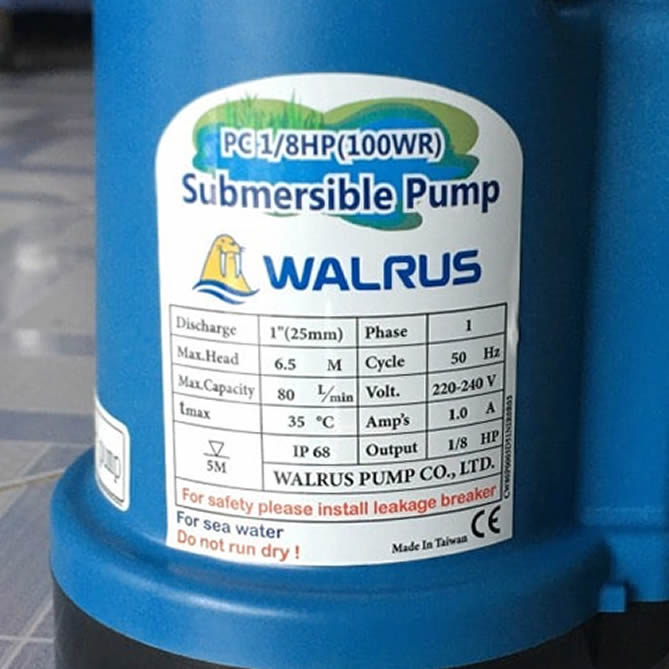 PC 1/8HP(100WR)
Submersible Pump
WALRUS
Discharge 1"(25mm) Phase 1
Max.Head 6.5 M Cycle 50 Hz
Max.Capacity 80 L/min Volt. 220-240 V
tmax 35 °C Amp's 1.0 A
5M IP 68 Output 1/8 HP
WALRUS PUMP CO., LTD.
For safety please install leakage breaker
For sea water
Do not run dry !
Made In Taiwan CE
pump